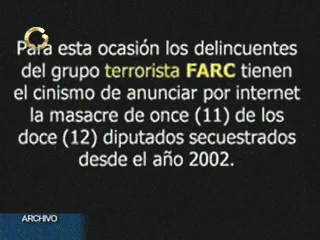 Para esta ocasión los delincuentes
del grupo terrorista FARC tienen
el cinismo de anunciar por internet
la masacre de once (11) de los
doce (12) diputados secuestrados
desde el año 2002.
ARCHIVO